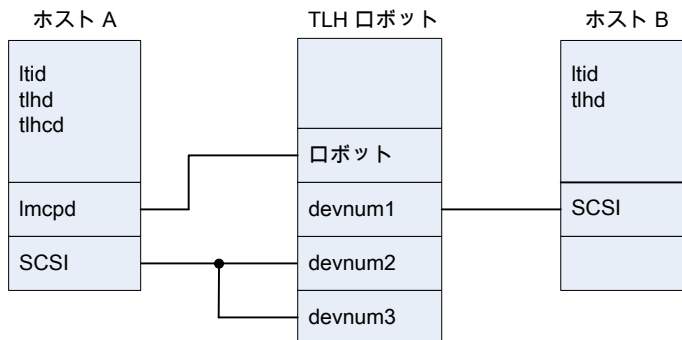 ホスト A
ltid
tlhd
tlhcd
lmcpd
SCSI
TLH ロボット
ロボット
devnum1
devnum2
devnum3
ホスト B
ltid
tlhd
SCSI